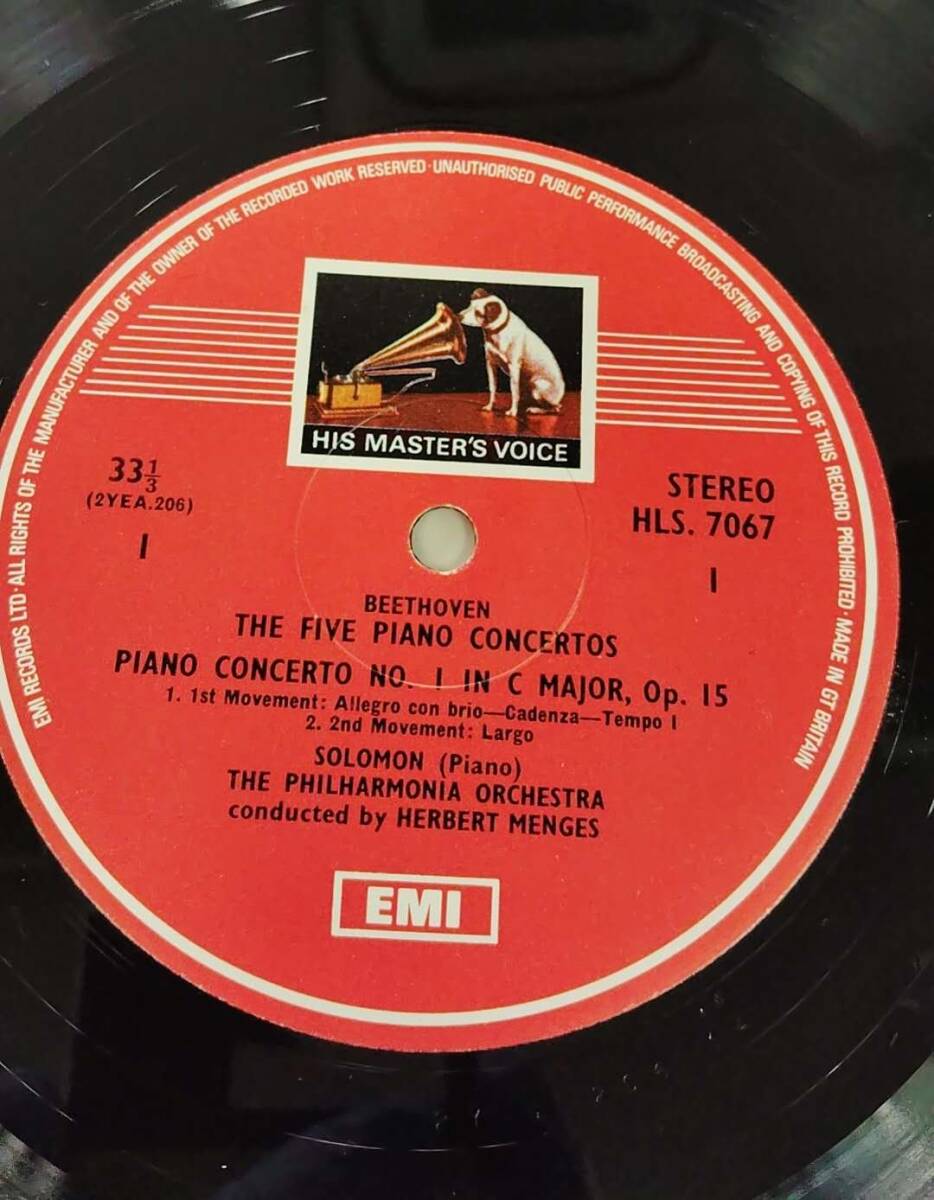 EMI RECORDS LTD · ALL RIGHTS OF THE MANUFACTURER AND OF THE OWNER OF THE RECORDED WORK RESERVED · UNAUTHORISED PUBLIC PERFORMANCE BROADCASTING AND COPYING OF THIS RECORD PROHIBITED · MADE IN GT BRITAIN
HIS MASTER'S VOICE
33⅓
(2YEA.206)
I
STEREO
HLS. 7067
I
BEETHOVEN
THE FIVE PIANO CONCERTOS
PIANO CONCERTO NO. I IN C MAJOR, Op. 15
1. 1st Movement: Allegro con brio—Cadenza—Tempo I
2. 2nd Movement: Largo
SOLOMON (Piano)
THE PHILHARMONIA ORCHESTRA
conducted by HERBERT MENGES
EMI